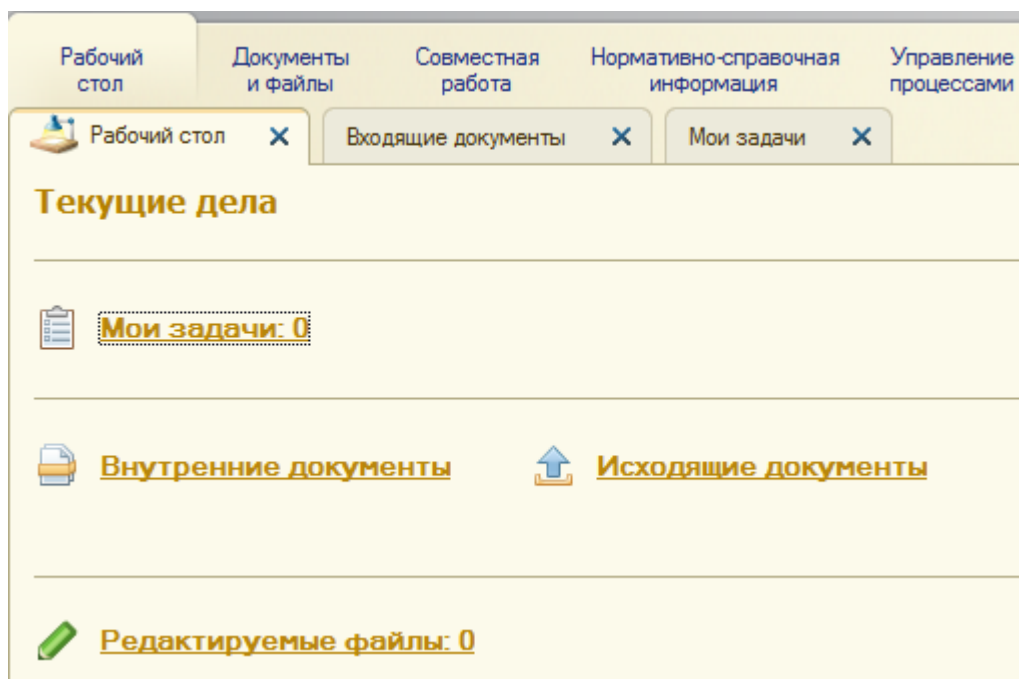 Рабочий стол
Документы и файлы
Совместная работа
Нормативно-справочная информация
Управление процессами
Рабочий стол
Входящие документы
Мои задачи
Текущие дела
Мои задачи: 0
Внутренние документы
Исходящие документы
Редактируемые файлы: 0